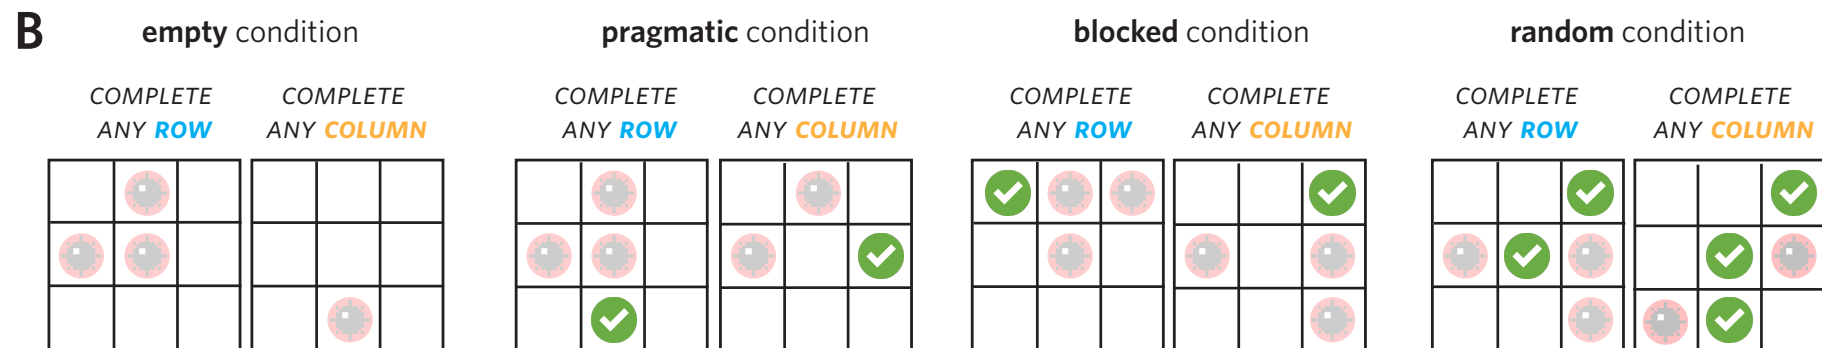 B
empty condition
pragmatic condition
blocked condition
random condition
COMPLETE
ANY ROW
COMPLETE
ANY COLUMN
COMPLETE
ANY ROW
COMPLETE
ANY COLUMN
COMPLETE
ANY ROW
COMPLETE
ANY COLUMN
COMPLETE
ANY ROW
COMPLETE
ANY COLUMN